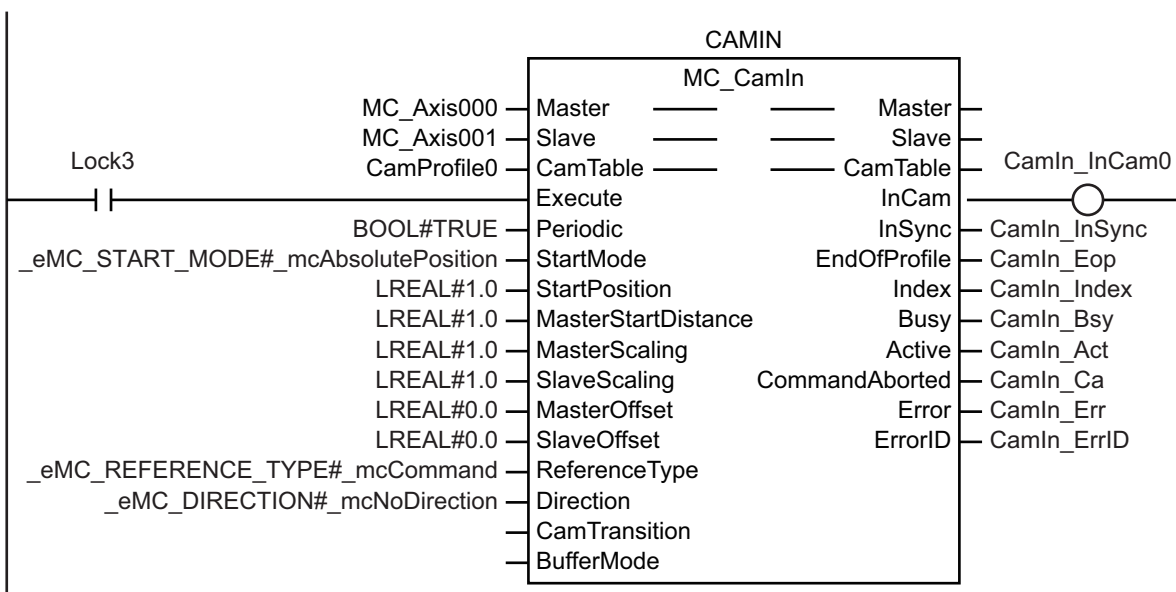 CAMIN
MC_CamIn
MC_Axis000 Master Master
MC_Axis001 Slave Slave
Lock3 CamProfile0 CamTable CamTable CamIn_InCam0
Execute InCam
BOOL#TRUE Periodic InSync CamIn_InSync
_eMC_START_MODE#_mcAbsolutePosition StartMode EndOfProfile CamIn_Eop
LREAL#1.0 StartPosition Index CamIn_Index
LREAL#1.0 MasterStartDistance Busy CamIn_Bsy
LREAL#1.0 MasterScaling Active CamIn_Act
LREAL#1.0 SlaveScaling CommandAborted CamIn_Ca
LREAL#0.0 MasterOffset Error CamIn_Err
LREAL#0.0 SlaveOffset ErrorID CamIn_ErrID
_eMC_REFERENCE_TYPE#_mcCommand ReferenceType
_eMC_DIRECTION#_mcNoDirection Direction
CamTransition
BufferMode